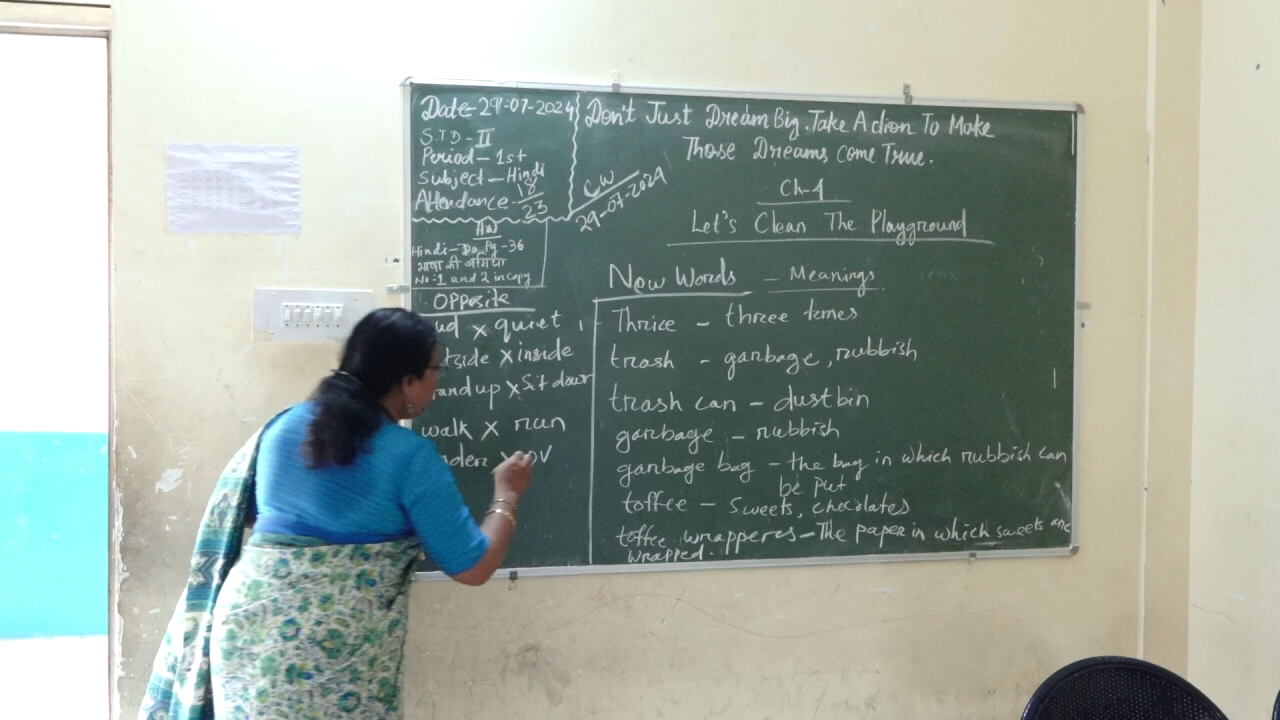 Date-29-07-2024
S.T.D-II
Period-1st
Subject-Hindi
Attendance-18/23
Don't Just Dream Big. Take Action To Make
Those Dreams come True.
CW
29-07-2024
Ch-4
Let's Clean The Playground
HW
Hindi-Do Pg-36
भाषा की
No-1 and 2 in copy
Opposite
quiet
x inside
x Sit down
walk x run
New Words - Meanings
Thrice - three times
trash - garbage, rubbish
trash can - dustbin
garbage - rubbish
garbage bag - the bag in which rubbish can
be put
toffee - sweets, chocolates
toffee wrapperes - The paper in which sweets are
wrapped.